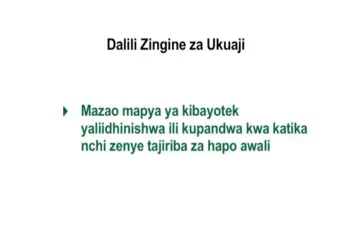 Dalili Zingine za Ukuaji
Mazao mapya ya kibayotek
yaliidhinishwa ili kupandwa kwa katika
nchi zenye tajiriba za hapo awali